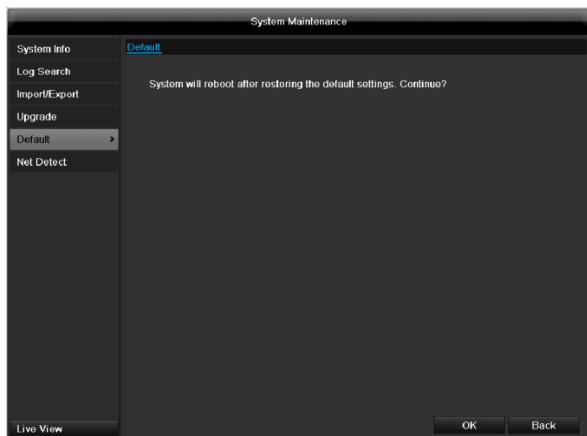 System Maintenance
System Info
Log Search
Import/Export
Upgrade
Default
Net Detect
Live View
Default
System will reboot after restoring the default settings. Continue?
OK
Back